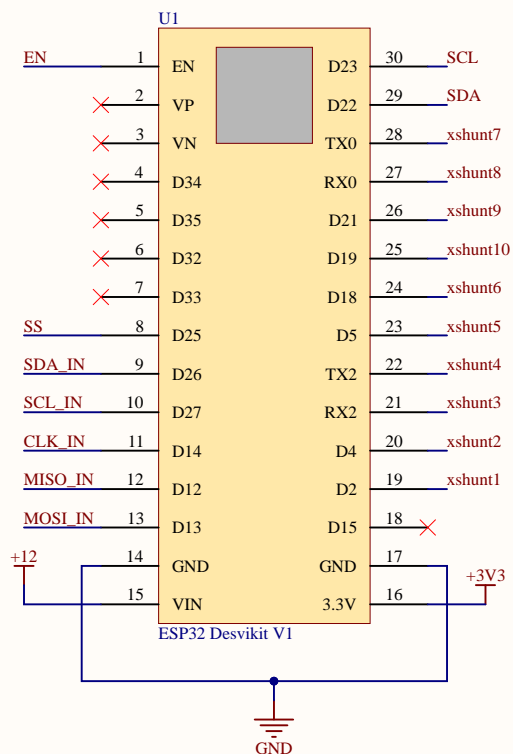 U1
EN 1 EN D23 30 SCL
2 VP D22 29 SDA
3 VN TX0 28 xshunt7
4 D34 RX0 27 xshunt8
5 D35 D21 26 xshunt9
6 D32 D19 25 xshunt10
7 D33 D18 24 xshunt6
SS 8 D25 D5 23 xshunt5
SDA_IN 9 D26 TX2 22 xshunt4
SCL_IN 10 D27 RX2 21 xshunt3
CLK_IN 11 D14 D4 20 xshunt2
MISO_IN 12 D12 D2 19 xshunt1
MOSI_IN 13 D13 D15 18
+12 14 GND GND 17 +3V3
15 VIN 3.3V 16
ESP32 Desvikit V1
GND